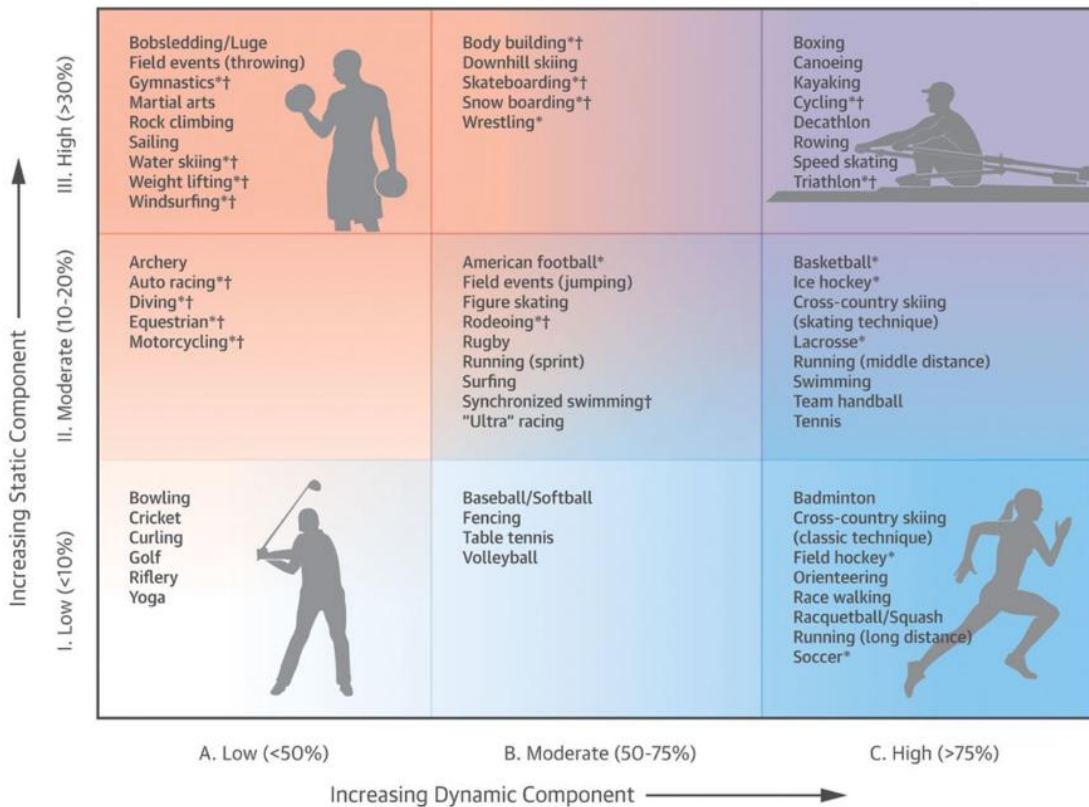 Increasing Static Component
III. High (>30%)
Bobsledding/Luge
Field events (throwing)
Gymnastics*†
Martial arts
Rock climbing
Sailing
Water skiing*†
Weight lifting*†
Windsurfing*†
Body building*†
Downhill skiing
Skateboarding*†
Snow boarding*†
Wrestling*
Boxing
Canoeing
Kayaking
Cycling*†
Decathlon
Rowing
Speed skating
Triathlon*†
II. Moderate (10-20%)
Archery
Auto racing*†
Diving*†
Equestrian*†
Motorcycling*†
American football*
Field events (jumping)
Figure skating
Rodeoing*†
Rugby
Running (sprint)
Surfing
Synchronized swimming†
"Ultra" racing
Basketball*
Ice hockey*
Cross-country skiing
(skating technique)
Lacrosse*
Running (middle distance)
Swimming
Team handball
Tennis
I. Low (<10%)
Bowling
Cricket
Curling
Golf
Riflery
Yoga
Baseball/Softball
Fencing
Table tennis
Volleyball
Badminton
Cross-country skiing
(classic technique)
Field hockey*
Orienteering
Race walking
Racquetball/Squash
Running (long distance)
Soccer*
A. Low (<50%)
B. Moderate (50-75%)
C. High (>75%)
Increasing Dynamic Component